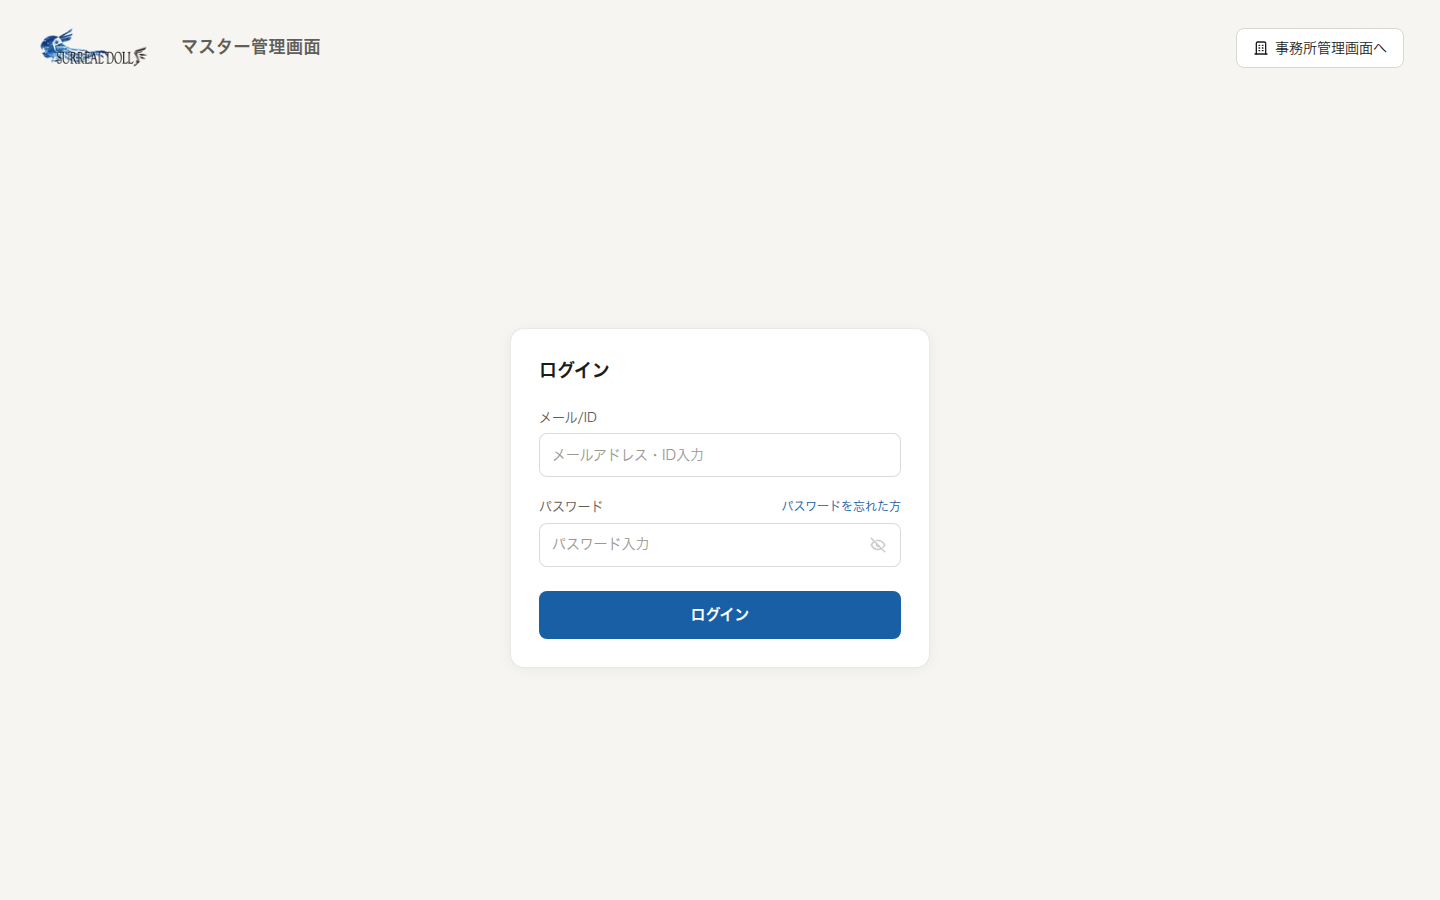 SURREAL DOLL
マスター管理画面
事務所管理画面へ
ログイン
メール/ID
メールアドレス・ID入力
パスワード
パスワードを忘れた方
パスワード入力
ログイン